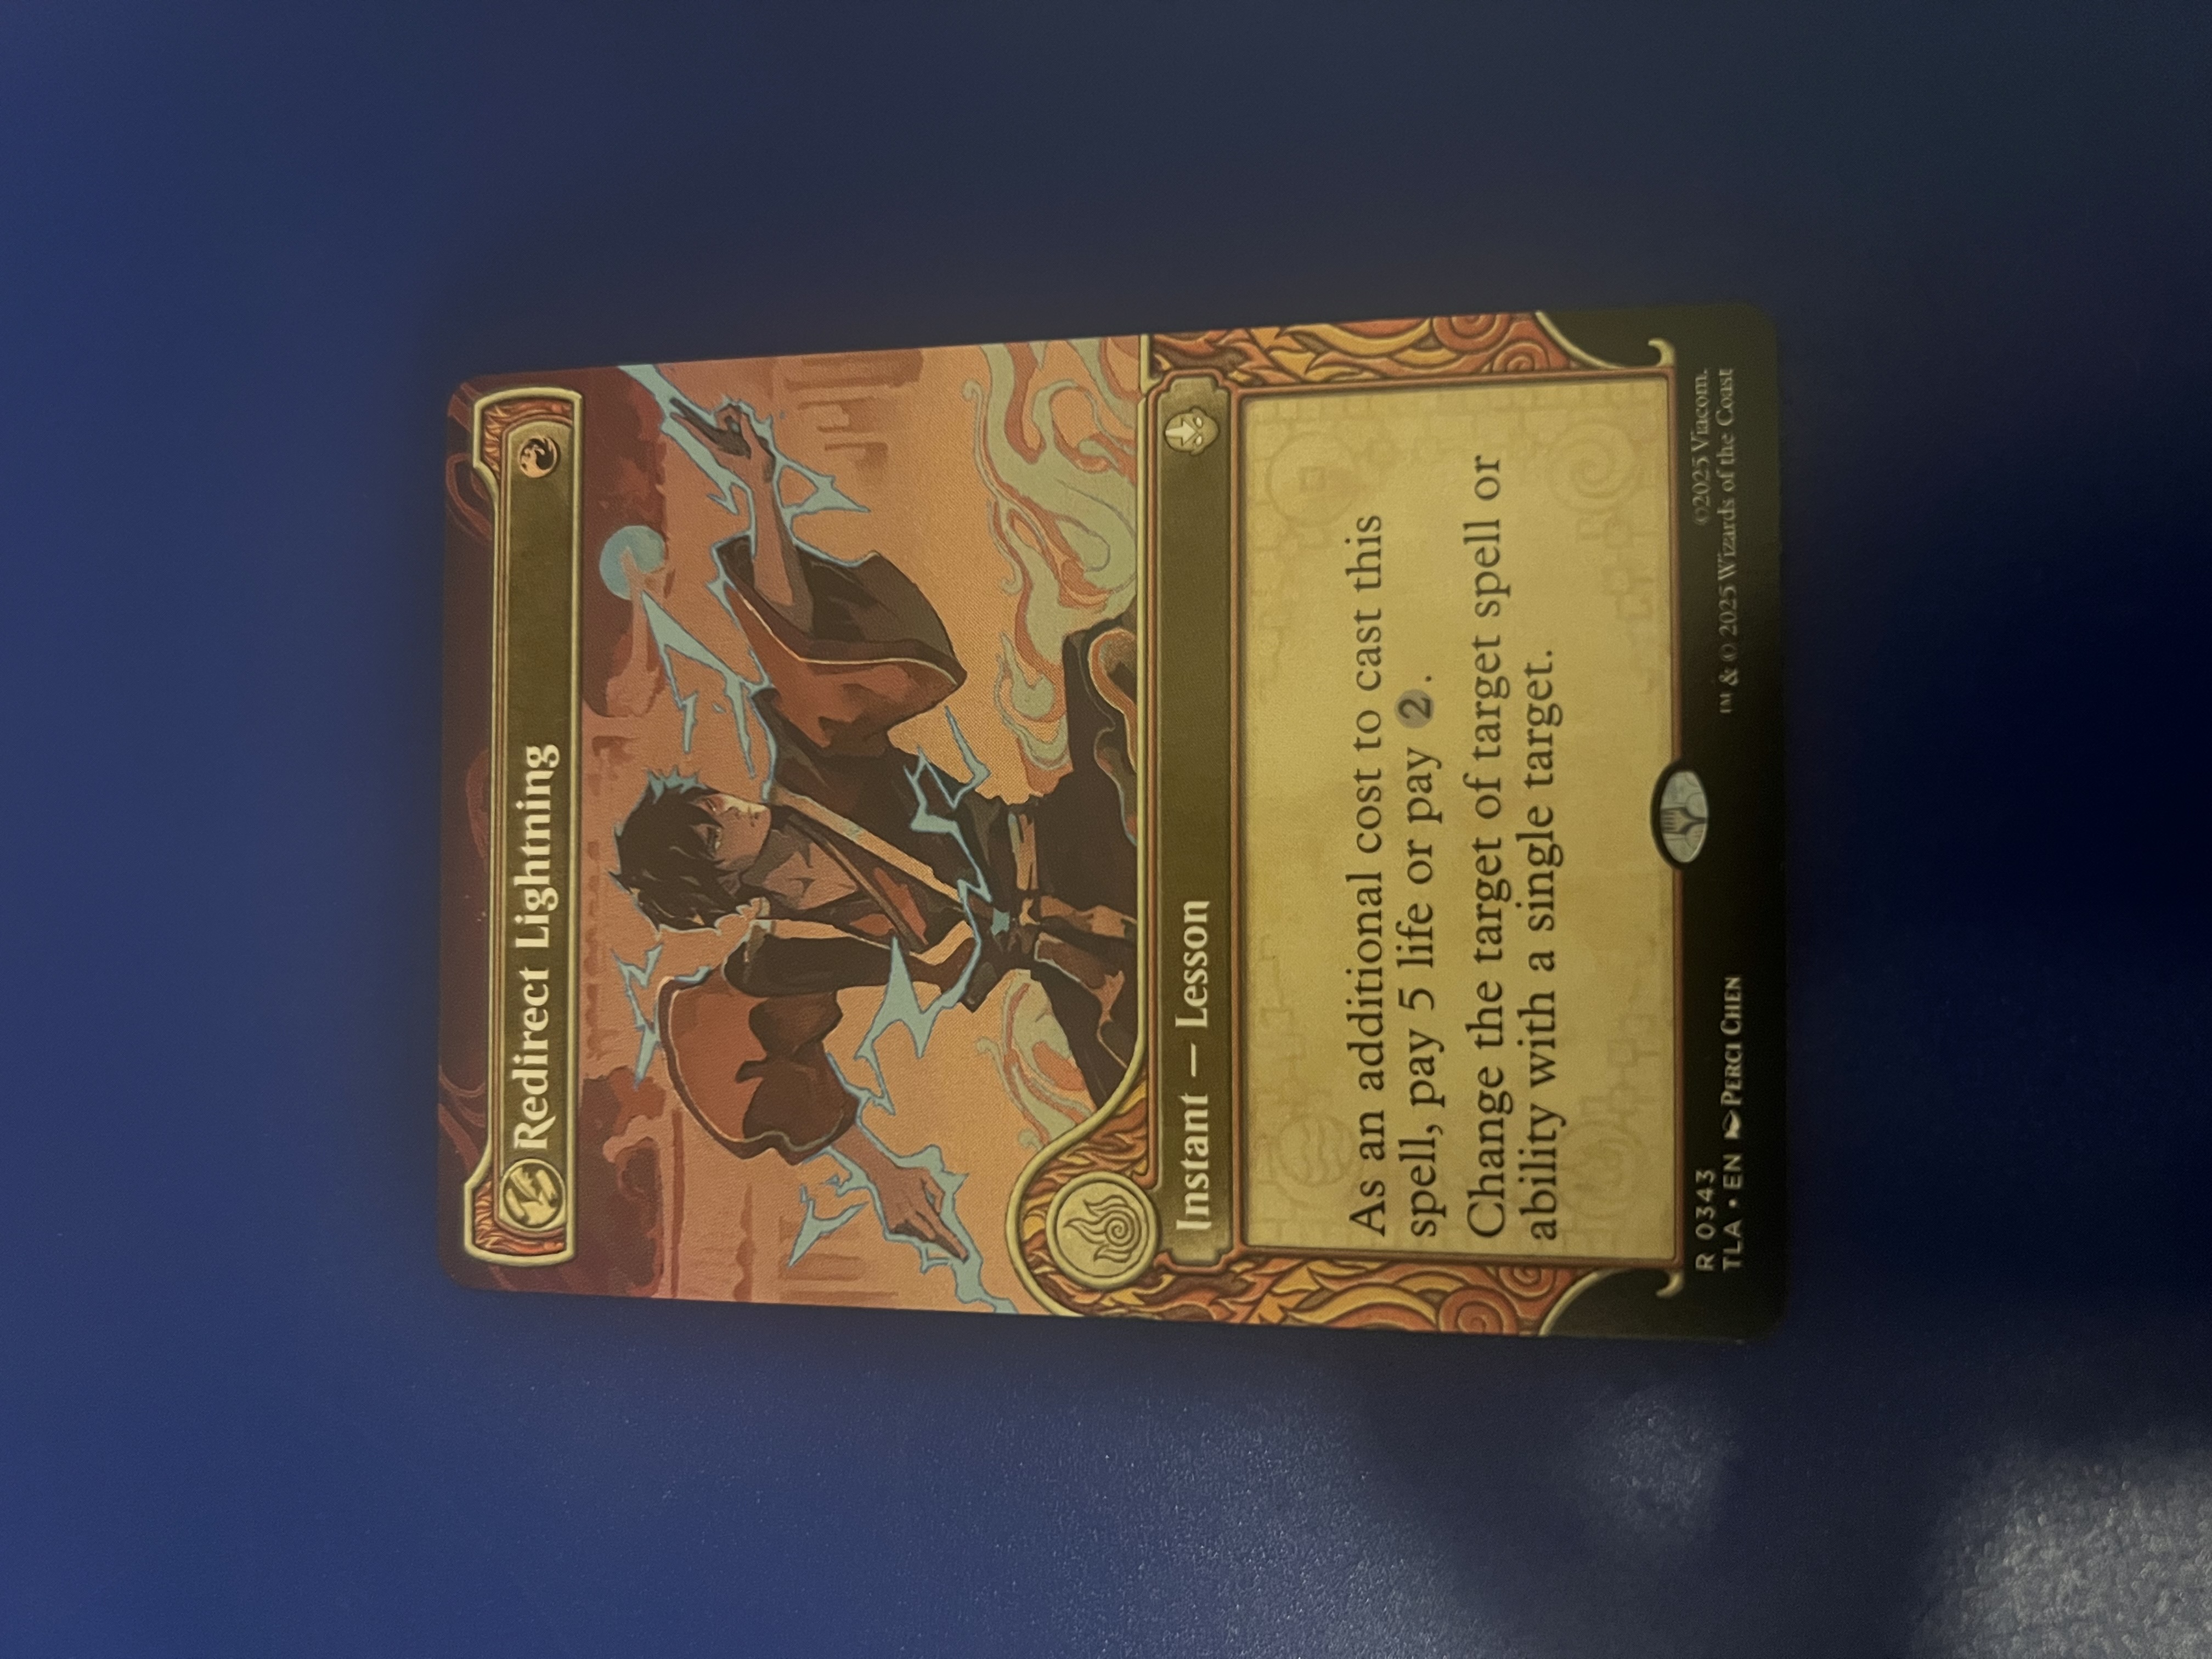 Redirect Lightning
Instant — Lesson
As an additional cost to cast this
spell, pay 5 life or pay 2.
Change the target of target spell or
ability with a single target.
R 0343
TLA • EN PERCI CHEN
©2025 Viacom.
™ & © 2025 Wizards of the Coast